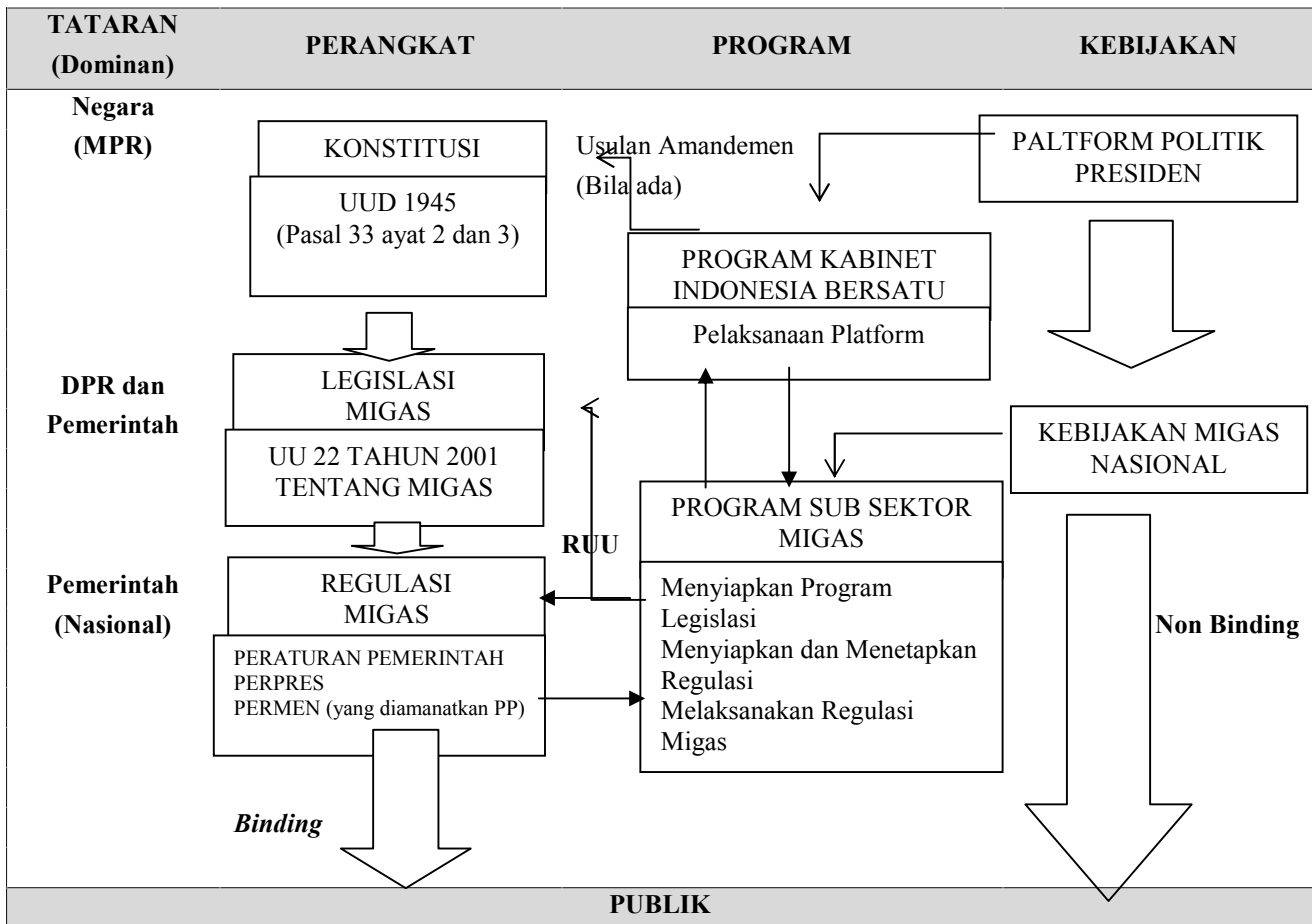 TATARAN
(Dominan)
PERANGKAT
PROGRAM
KEBIJAKAN
Negara
(MPR)
KONSTITUSI
UUD 1945
(Pasal 33 ayat 2 dan 3)
Usulan Amandemen
(Bila ada)
PALTFORM POLITIK
PRESIDEN
PROGRAM KABINET
INDONESIA BERSATU
Pelaksanaan Platform
DPR dan
Pemerintah
LEGISLASI
MIGAS
UU 22 TAHUN 2001
TENTANG MIGAS
KEBIJAKAN MIGAS
NASIONAL
RUU
PROGRAM SUB SEKTOR
MIGAS
Menyiapkan Program
Legislasi
Menyiapkan dan Menetapkan
Regulasi
Melaksanakan Regulasi
Migas
Pemerintah
(Nasional)
REGULASI
MIGAS
PERATURAN PEMERINTAH
PERPRES
PERMEN (yang diamanatkan PP)
Non Binding
Binding
PUBLIK